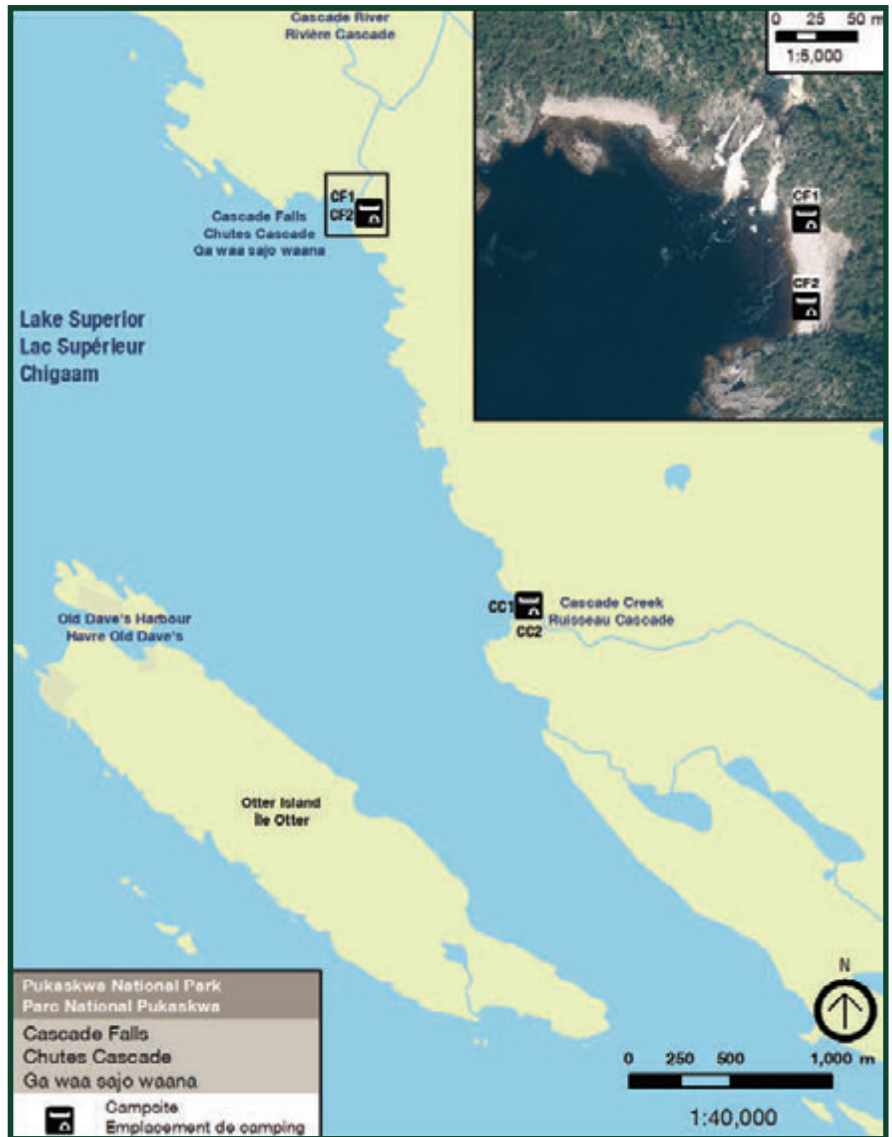 Cascade River
Rivière Cascade
0 25 50 m
1:5,000
CF1
CF2
Cascade Falls
Chutes Cascade
Ga waa sajo waana
CF1
CF2
Lake Superior
Lac Supérieur
Chigaam
Old Dave's Harbour
Havre Old Dave's
CC1
CC2
Cascade Creek
Ruisseau Cascade
Otter Island
Île Otter
Pukaskwa National Park
Parc National Pukaskwa
Cascade Falls
Chutes Cascade
Ga waa sajo waana
Campsite
Emplacement de camping
N
0 250 500 1,000 m
1:40,000